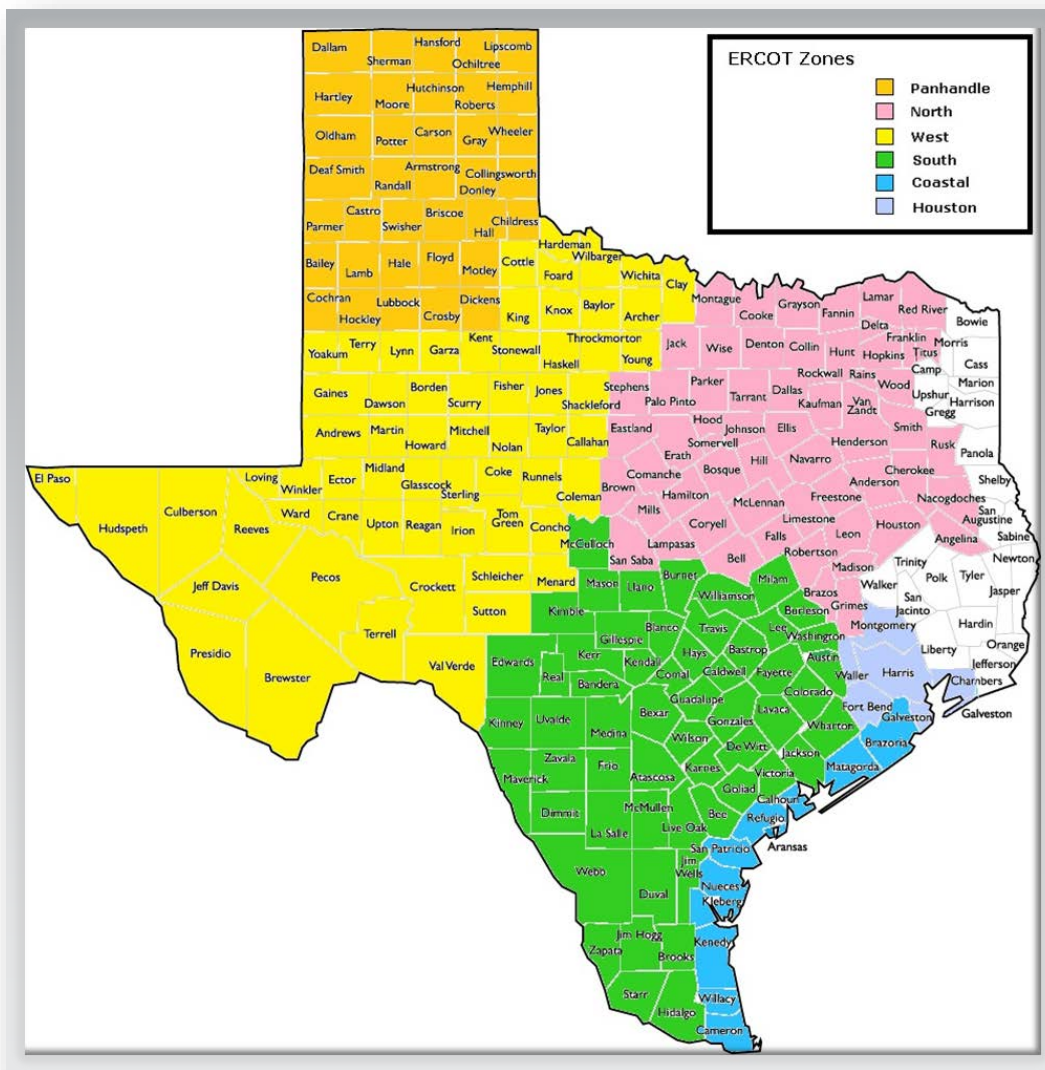 ERCOT Zones
Panhandle
North
West
South
Coastal
Houston
Dallam
Sherman
Hansford
Ochiltree
Lipscomb
Hartley
Moore
Hutchinson
Roberts
Hemphill
Oldham
Potter
Carson
Gray
Wheeler
Deaf Smith
Randall
Armstrong
Donley
Collingsworth
Parmer
Castro
Swisher
Briscoe
Hall
Childress
Bailey
Lamb
Hale
Floyd
Motley
Cottle
Hardeman
Foard
Wilbarger
Wichita
Clay
Cochran
Hockley
Lubbock
Crosby
Dickens
King
Knox
Baylor
Archer
Montague
Cooke
Grayson
Fannin
Lamar
Red River
Delta
Bowie
Yoakum
Terry
Lynn
Garza
Kent
Stonewall
Haskell
Throckmorton
Young
Jack
Wise
Denton
Collin
Hunt
Hopkins
Franklin
Titus
Morris
Camp
Cass
Marion
Upshur
Harrison
Gregg
Gaines
Dawson
Borden
Scurry
Fisher
Jones
Shackleford
Stephens
Palo Pinto
Parker
Tarrant
Dallas
Rockwall
Rains
Wood
Kaufman
Van
Zandt
Andrews
Martin
Howard
Mitchell
Nolan
Taylor
Callahan
Eastland
Hood
Somervell
Johnson
Ellis
Henderson
Smith
Rusk
Panola
Erath
Bosque
Hill
Navarro
Cherokee
Anderson
Shelby
El Paso
Hudspeth
Culberson
Reeves
Loving
Winkler
Ector
Midland
Glasscock
Sterling
Coke
Runnels
Coleman
Brown
Comanche
Hamilton
Mills
McLennan
Limestone
Freestone
Nacogdoches
San
Augustine
Sabine
Ward
Crane
Upton
Reagan
Irion
Tom
Green
Concho
McCulloch
San Saba
Lampasas
Coryell
Bell
Falls
Robertson
Leon
Houston
Angelina
Jeff Davis
Pecos
Crockett
Schleicher
Menard
Sutton
Mason
Llano
Burnet
Williamson
Milam
Brazos
Madison
Grimes
Walker
Trinity
San
Jacinto
Polk
Tyler
Newton
Jasper
Hardin
Orange
Liberty
Jefferson
Chambers
Presidio
Brewster
Terrell
Val Verde
Edwards
Kimble
Gillespie
Blanco
Travis
Lee
Burleson
Washington
Austin
Montgomery
Waller
Harris
Fort Bend
Galveston
Galveston
Brazoria
Matagorda
Real
Kerr
Bandera
Kendall
Hays
Comal
Caldwell
Bastrop
Fayette
Colorado
Wharton
Kinney
Uvalde
Medina
Bexar
Guadalupe
Gonzales
Lavaca
Jackson
Wilson
De Witt
Victoria
Maverick
Zavala
Frio
Atascosa
Karnes
Goliad
Calhoun
Refugio
Aransas
Dimmit
La Salle
McMullen
Live Oak
Bee
San Patricio
Webb
Duval
Jim
Wells
Nueces
Kleberg
Zapata
Jim Hogg
Brooks
Kenedy
Starr
Hidalgo
Willacy
Cameron